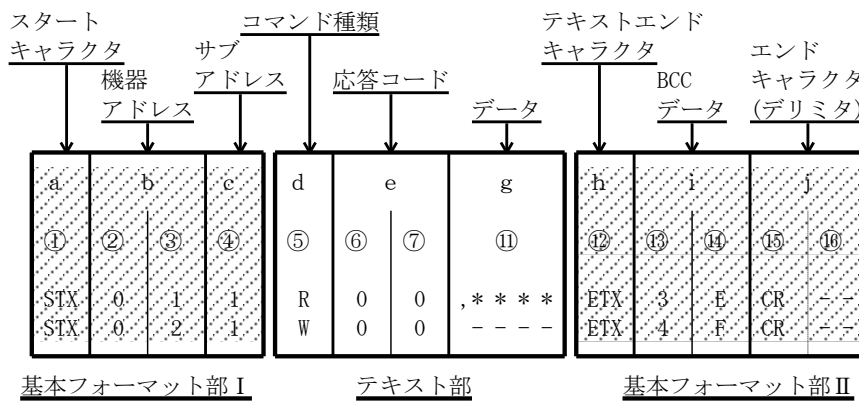 スタート
キャラクタ
機器
アドレス
サブ
アドレス
コマンド種類
応答コード
データ
テキストエンド
キャラクタ
BCC
データ
エンド
キャラクタ
(デリミタ)
a b c d e g h i j
① ② ③ ④ ⑤ ⑥ ⑦ ⑪ ⑫ ⑬ ⑭ ⑮ ⑯
STX 0 1 1 R 0 0 ,**** ETX 3 E CR --
STX 0 2 1 W 0 0 ---- ETX 4 F CR --
基本フォーマット部Ⅰ テキスト部 基本フォーマット部Ⅱ